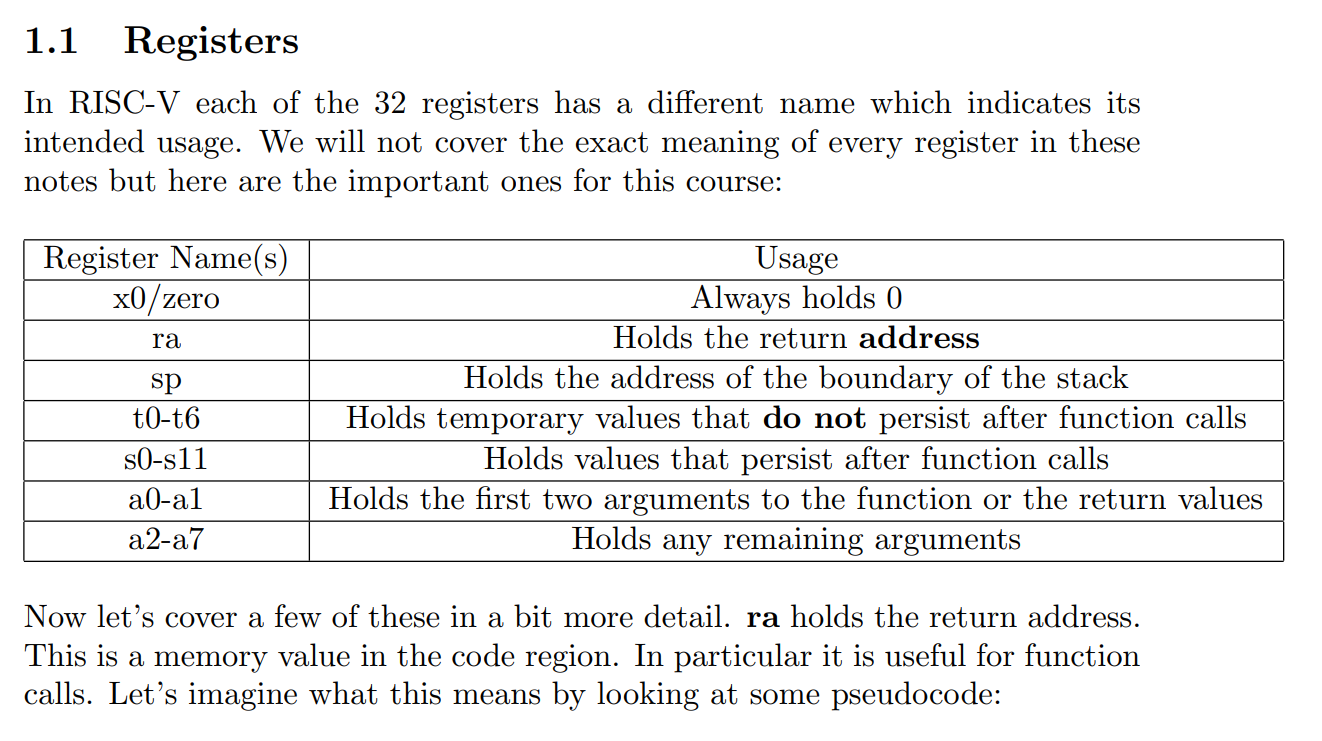 1.1 Registers
In RISC-V each of the 32 registers has a different name which indicates its
intended usage. We will not cover the exact meaning of every register in these
notes but here are the important ones for this course:
Register Name(s) Usage
x0/zero Always holds 0
ra Holds the return address
sp Holds the address of the boundary of the stack
t0-t6 Holds temporary values that do not persist after function calls
s0-s11 Holds values that persist after function calls
a0-a1 Holds the first two arguments to the function or the return values
a2-a7 Holds any remaining arguments
Now let's cover a few of these in a bit more detail. ra holds the return address.
This is a memory value in the code region. In particular it is useful for function
calls. Let's imagine what this means by looking at some pseudocode: